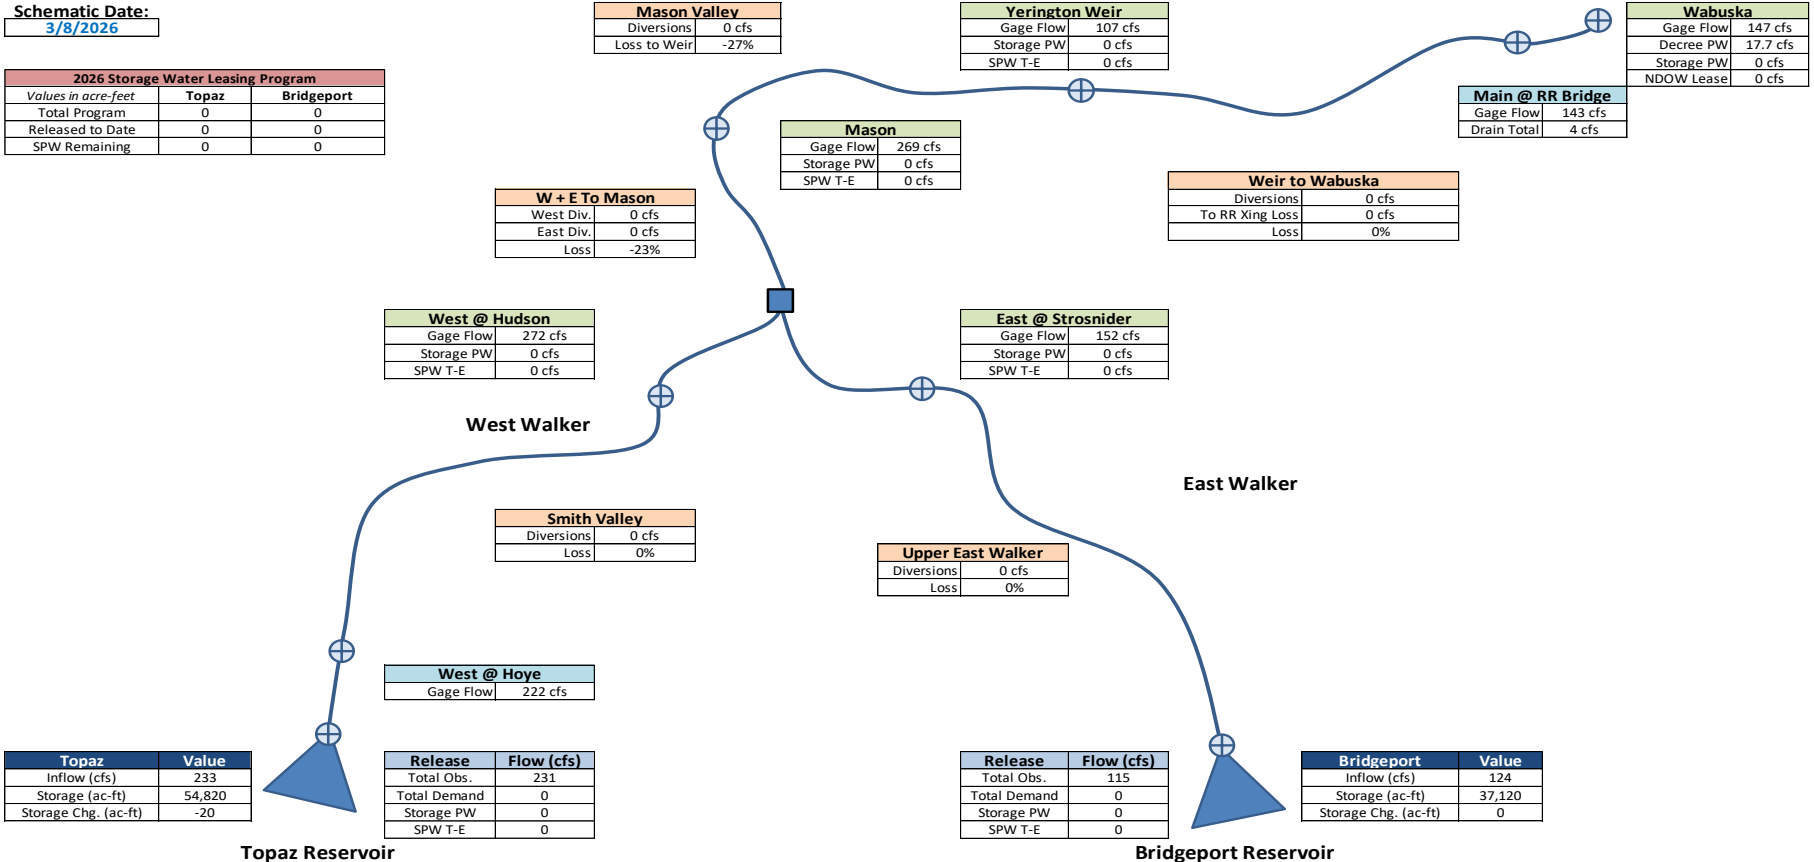 Schematic Date:
3/8/2026
2026 Storage Water Leasing Program
Values in acre-feet Topaz Bridgeport
Total Program 0 0
Released to Date 0 0
SPW Remaining 0 0
Mason Valley
Diversions 0 cfs
Loss to Weir -27%
Yerington Weir
Gage Flow 107 cfs
Storage PW 0 cfs
SPW T-E 0 cfs
Wabuska
Gage Flow 147 cfs
Decree PW 17.7 cfs
Storage PW 0 cfs
NDOW Lease 0 cfs
Main @ RR Bridge
Gage Flow 143 cfs
Drain Total 4 cfs
Mason
Gage Flow 269 cfs
Storage PW 0 cfs
SPW T-E 0 cfs
Weir to Wabuska
Diversions 0 cfs
To RR Xing Loss 0 cfs
Loss 0%
W + E To Mason
West Div. 0 cfs
East Div. 0 cfs
Loss -23%
West @ Hudson
Gage Flow 272 cfs
Storage PW 0 cfs
SPW T-E 0 cfs
East @ Strosnider
Gage Flow 152 cfs
Storage PW 0 cfs
SPW T-E 0 cfs
West Walker
East Walker
Smith Valley
Diversions 0 cfs
Loss 0%
Upper East Walker
Diversions 0 cfs
Loss 0%
West @ Hoye
Gage Flow 222 cfs
Topaz Value
Inflow (cfs) 233
Storage (ac-ft) 54,820
Storage Chg. (ac-ft) -20
Release Flow (cfs)
Total Obs. 231
Total Demand 0
Storage PW 0
SPW T-E 0
Release Flow (cfs)
Total Obs. 115
Total Demand 0
Storage PW 0
SPW T-E 0
Bridgeport Value
Inflow (cfs) 124
Storage (ac-ft) 37,120
Storage Chg. (ac-ft) 0
Topaz Reservoir
Bridgeport Reservoir